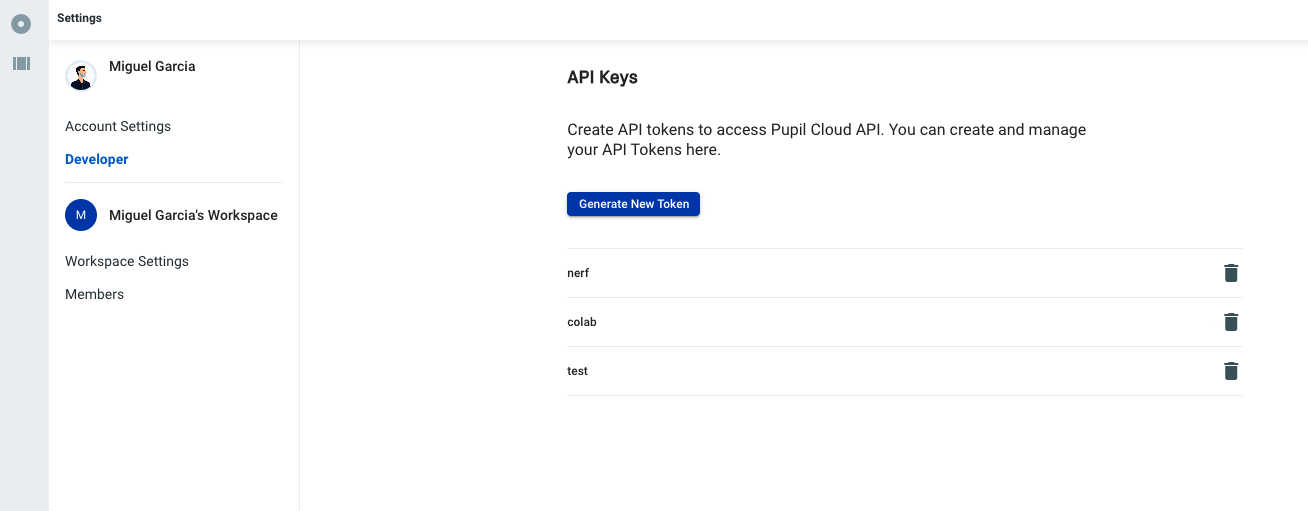 Settings
Miguel Garcia
Account Settings
Developer
M
Miguel Garcia's Workspace
Workspace Settings
Members
API Keys
Create API tokens to access Pupil Cloud API. You can create and manage
your API Tokens here.
Generate New Token
nerf
colab
test